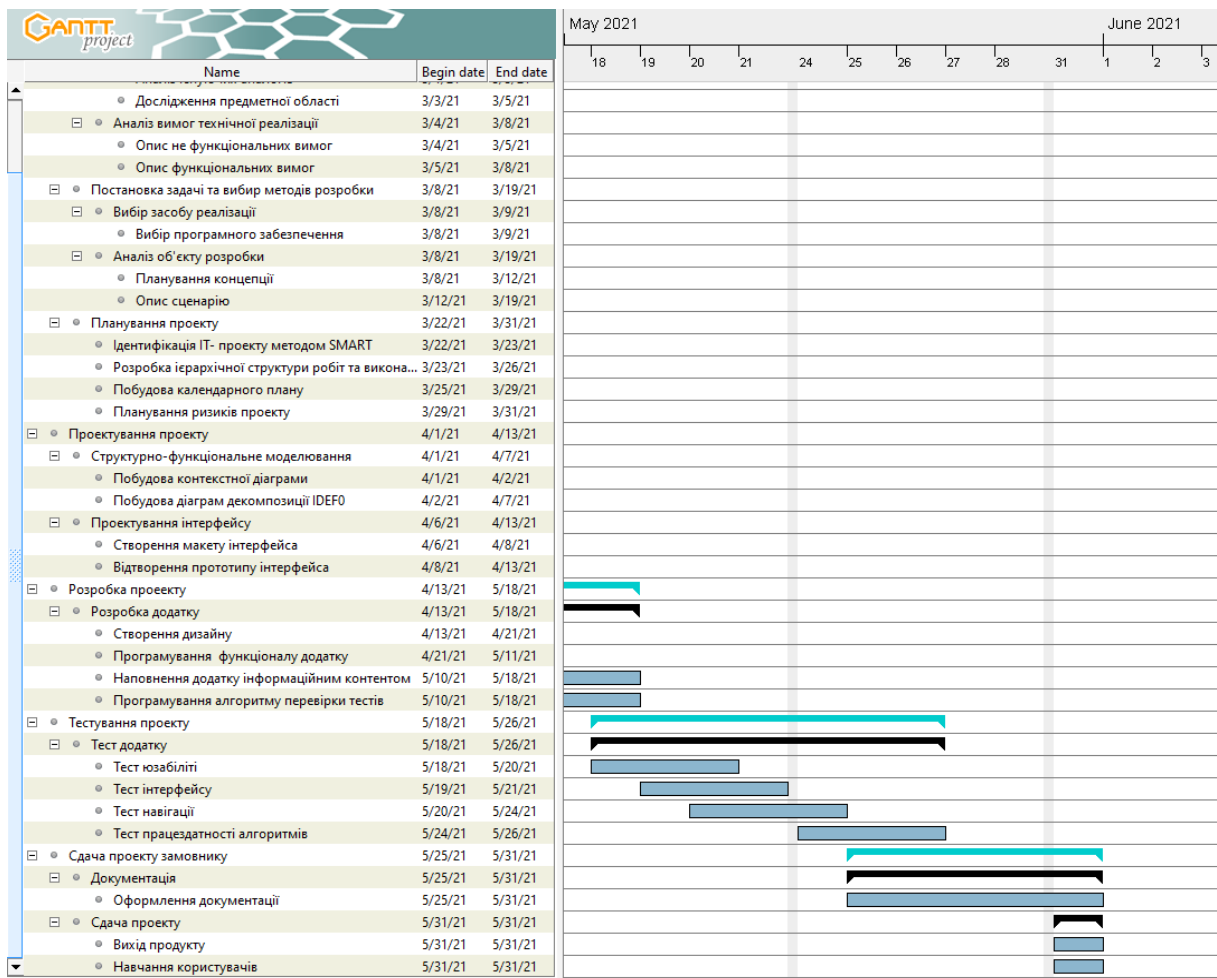 GANTT
project
May 2021 June 2021
Name Begin date End date
18 19 20 21 24 25 26 27 28 31 1 2 3
Дослідження предметної області 3/3/21 3/5/21
Аналіз вимог технічної реалізації 3/4/21 3/8/21
Опис не функціональних вимог 3/4/21 3/5/21
Опис функціональних вимог 3/5/21 3/8/21
Постановка задачі та вибир методів розробки 3/8/21 3/19/21
Вибір засобу реалізації 3/8/21 3/9/21
Вибір програмного забезпечення 3/8/21 3/9/21
Аналіз об'єкту розробки 3/8/21 3/19/21
Планування концепції 3/8/21 3/12/21
Опис сценарію 3/12/21 3/19/21
Планування проекту 3/22/21 3/31/21
Ідентифікація ІТ- проекту методом SMART 3/22/21 3/23/21
Розробка ієрархічної структури робіт та викона... 3/23/21 3/26/21
Побудова календарного плану 3/25/21 3/29/21
Планування ризиків проекту 3/29/21 3/31/21
Проектування проекту 4/1/21 4/13/21
Структурно-функціональне моделювання 4/1/21 4/7/21
Побудова контекстної діаграми 4/1/21 4/2/21
Побудова діаграм декомпозиції IDEF0 4/2/21 4/7/21
Проектування інтерфейсу 4/6/21 4/13/21
Створення макету інтерфейса 4/6/21 4/8/21
Відтворення прототипу інтерфейса 4/8/21 4/13/21
Розробка проеекту 4/13/21 5/18/21
Розробка додатку 4/13/21 5/18/21
Створення дизайну 4/13/21 4/21/21
Програмування функціоналу додатку 4/21/21 5/11/21
Наповнення додатку інформаційним контентом 5/10/21 5/18/21
Програмування алгоритму перевірки тестів 5/10/21 5/18/21
Тестування проекту 5/18/21 5/26/21
Тест додатку 5/18/21 5/26/21
Тест юзабіліті 5/18/21 5/20/21
Тест інтерфейсу 5/19/21 5/21/21
Тест навігації 5/20/21 5/24/21
Тест працездатності алгоритмів 5/24/21 5/26/21
Сдача проекту замовнику 5/25/21 5/31/21
Документація 5/25/21 5/31/21
Оформлення документації 5/25/21 5/31/21
Сдача проекту 5/31/21 5/31/21
Вихід продукту 5/31/21 5/31/21
Навчання користувачів 5/31/21 5/31/21